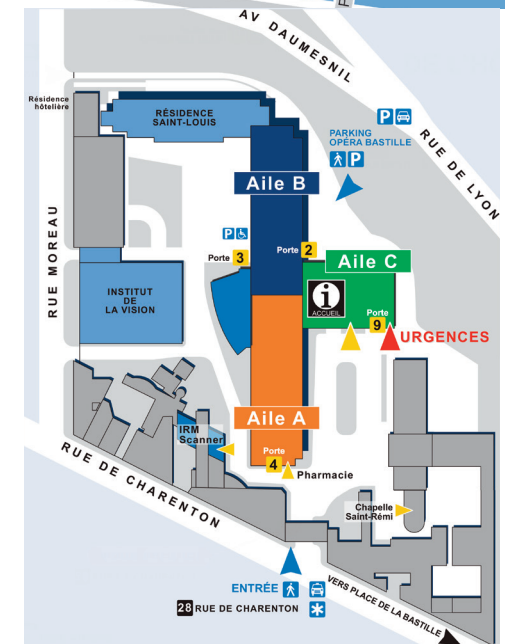 AV DAUMESNIL
Résidence
hôtelière
RÉSIDENCE
SAINT-LOUIS
P
PARKING
OPÉRA BASTILLE
P
RUE DE LYON
Aile B
P
Porte 3
Porte 2
Aile C
RUE MOREAU
INSTITUT
DE
LA VISION
i
ACCUEIL
Porte
9
URGENCES
Aile A
IRM
Scanner
Porte
4
Pharmacie
RUE DE CHARENTON
Chapelle
Saint-Rémi
ENTRÉE
28 RUE DE CHARENTON
VERS PLACE DE LA BASTILLE